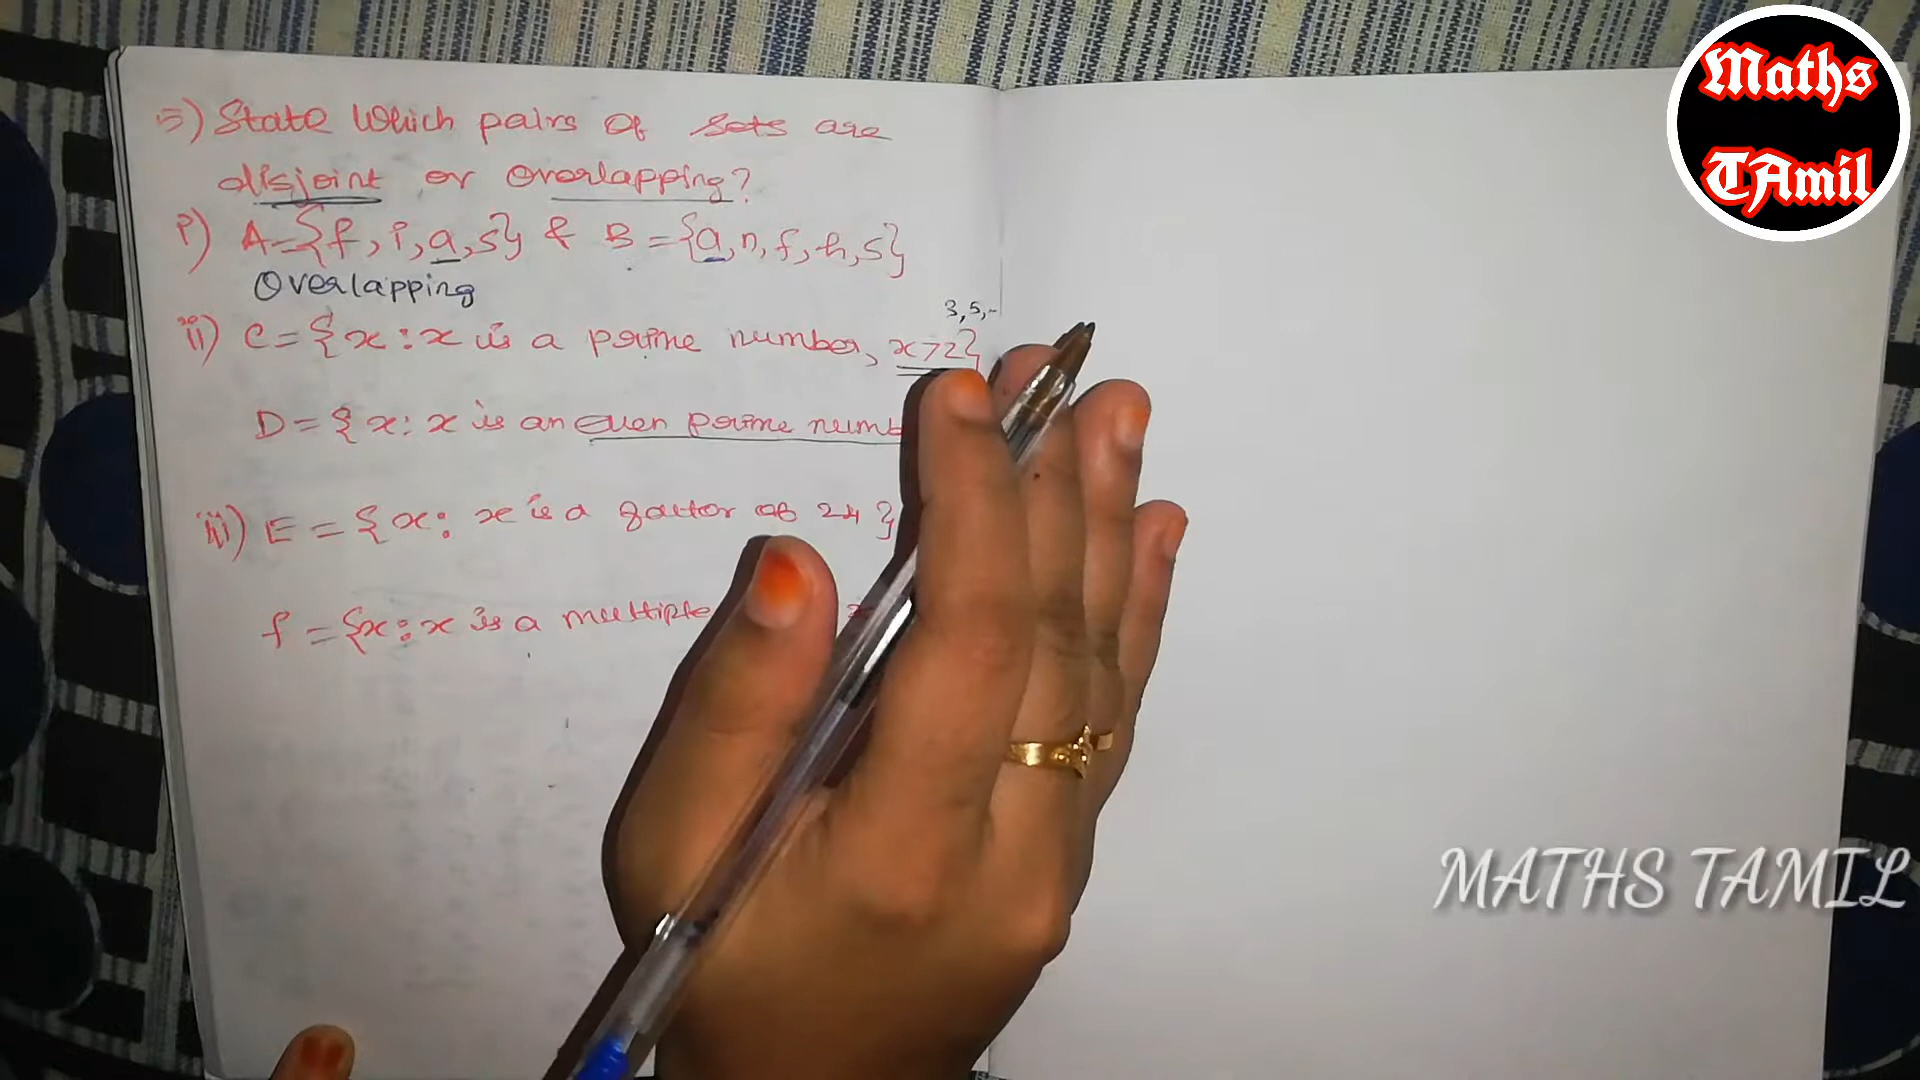 5) State Which pairs of sets are
disjoint or Overlapping?
i) A={f, i, a, s} & B={a, n, f, h, s}
Overlapping
3, 5, -
ii) C={x:x is a prime number, x>2}
D={x:x is an even prime numb
iii) E={x:x is a factor of 24}
f={x:x is a multiple
Maths
TAmil
MATHS TAMIL